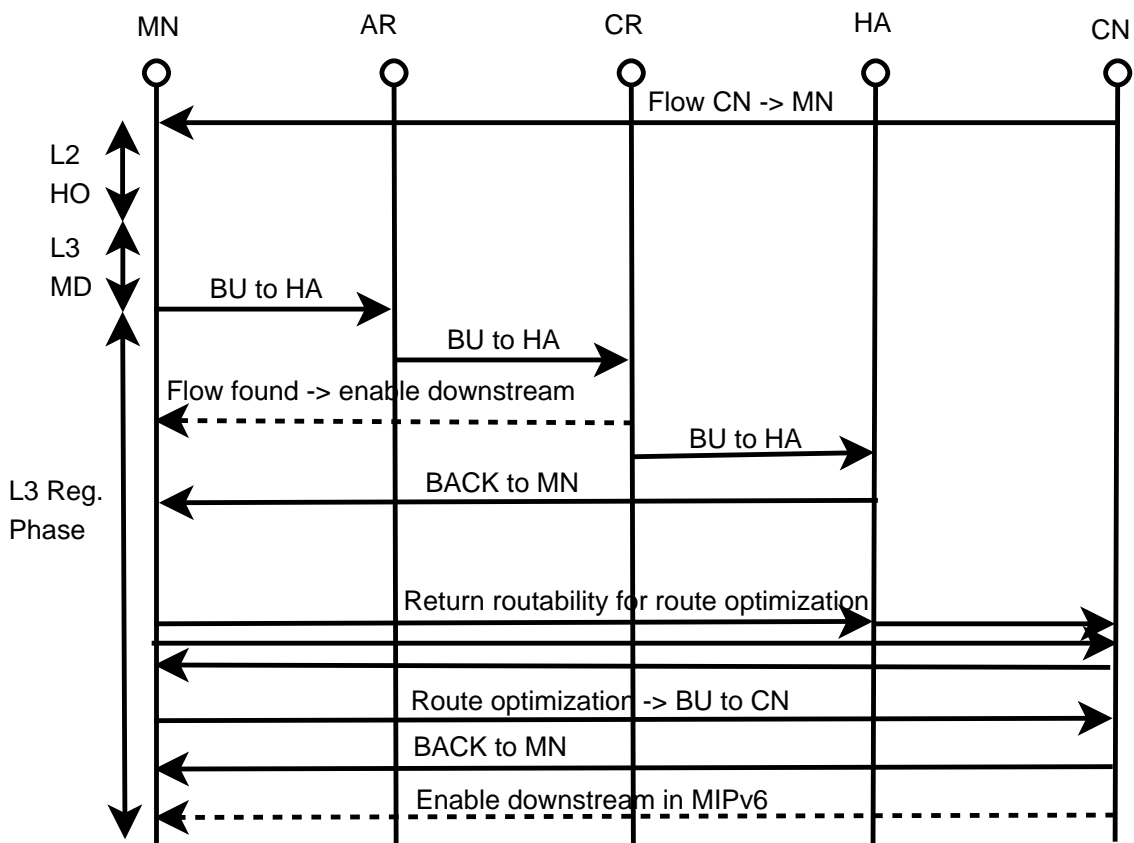 MN
AR
CR
HA
CN
Flow CN -> MN
L2
HO
L3
MD
BU to HA
BU to HA
Flow found -> enable downstream
BU to HA
BACK to MN
L3 Reg.
Phase
Return routability for route optimization
Route optimization -> BU to CN
BACK to MN
Enable downstream in MIPv6